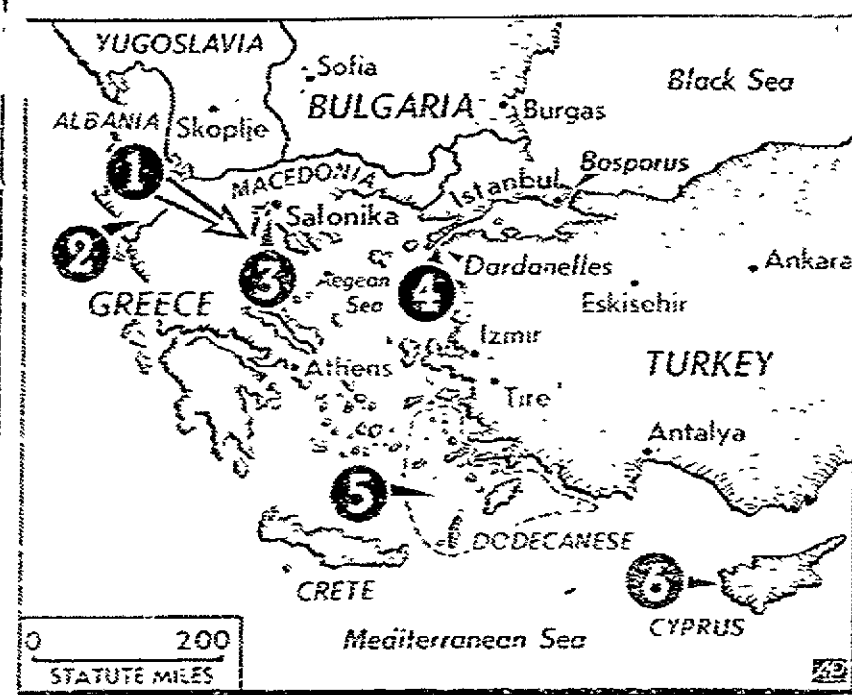 YUGOSLAVIA
Sofia
Black Sea
BULGARIA
Burgas
ALBANIA
Skoplje
Bosporus
1
MACEDONIA
Istanbul
Salonika
2
3
4
Dardanelles
Ankara
Aegean
Sea
Eskisehir
GREECE
Izmir
Athens
TURKEY
Tire
Antalya
5
DODECANESE
6
CRETE
CYPRUS
Mediterranean Sea
0 200
STATUTE MILES
AP